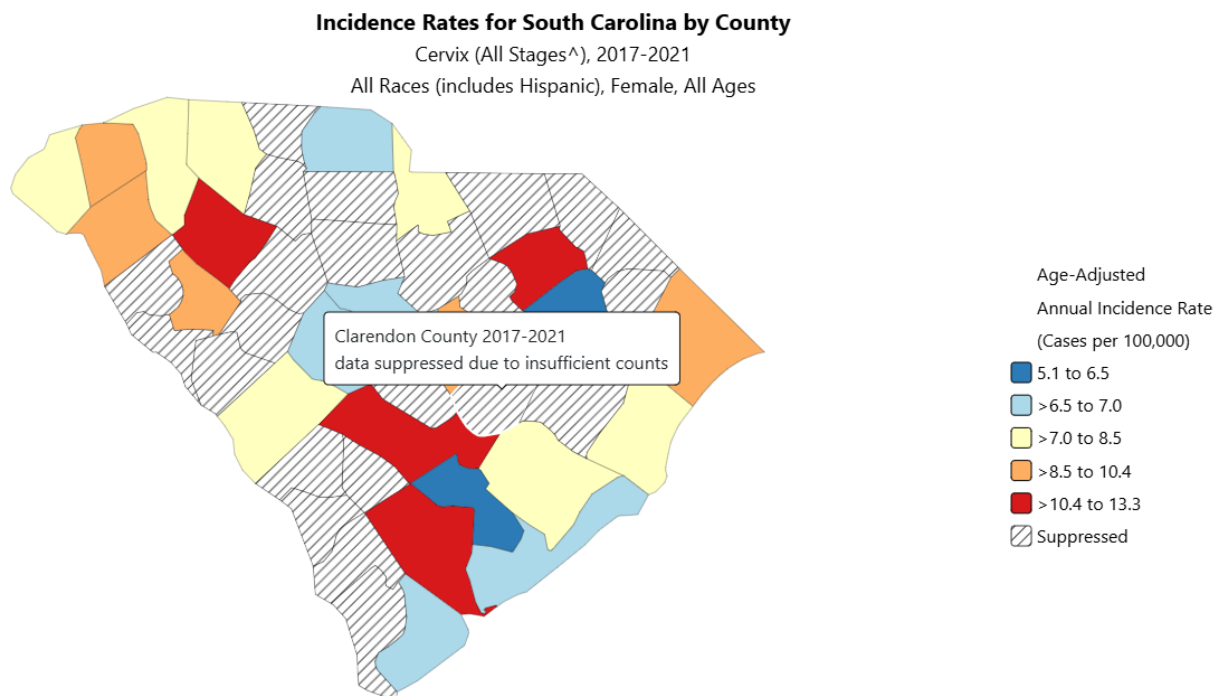 Incidence Rates for South Carolina by County
Cervix (All Stages^), 2017-2021
All Races (includes Hispanic), Female, All Ages
Clarendon County 2017-2021
data suppressed due to insufficient counts
Age-Adjusted
Annual Incidence Rate
(Cases per 100,000)
5.1 to 6.5
>6.5 to 7.0
>7.0 to 8.5
>8.5 to 10.4
>10.4 to 13.3
Suppressed